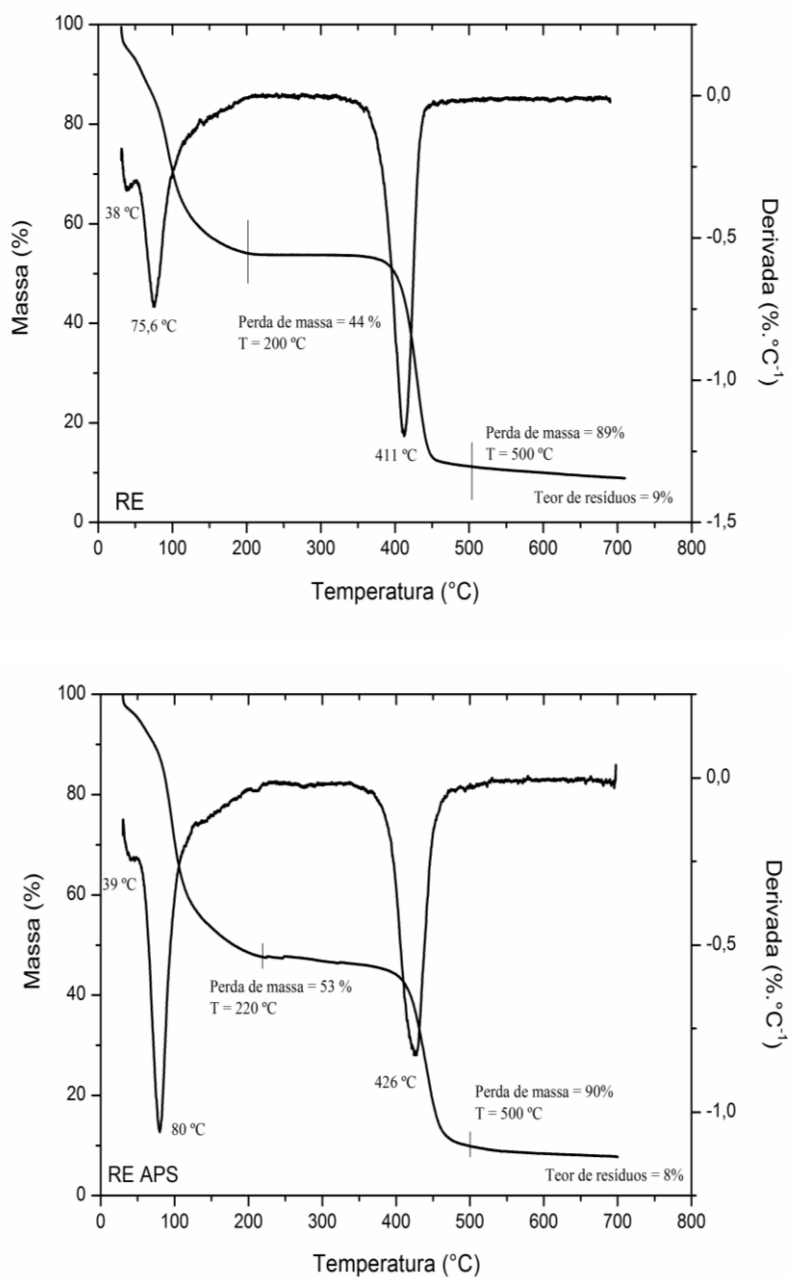 100
80
60
40
20
0
Massa (%)
0,0
-0,5
-1,0
-1,5
Derivada (%.°C-1)
38 ºC
75,6 ºC
Perda de massa = 44 %
T = 200 ºC
411 ºC
Perda de massa = 89%
T = 500 ºC
Teor de resíduos = 9%
RE
0 100 200 300 400 500 600 700 800
Temperatura (°C)
100
80
60
40
20
0
Massa (%)
0,0
-0,5
-1,0
Derivada (%.°C-1)
39 ºC
80 ºC
Perda de massa = 53 %
T = 220 ºC
426 ºC
Perda de massa = 90%
T = 500 ºC
Teor de resíduos = 8%
RE APS
0 100 200 300 400 500 600 700 800
Temperatura (°C)